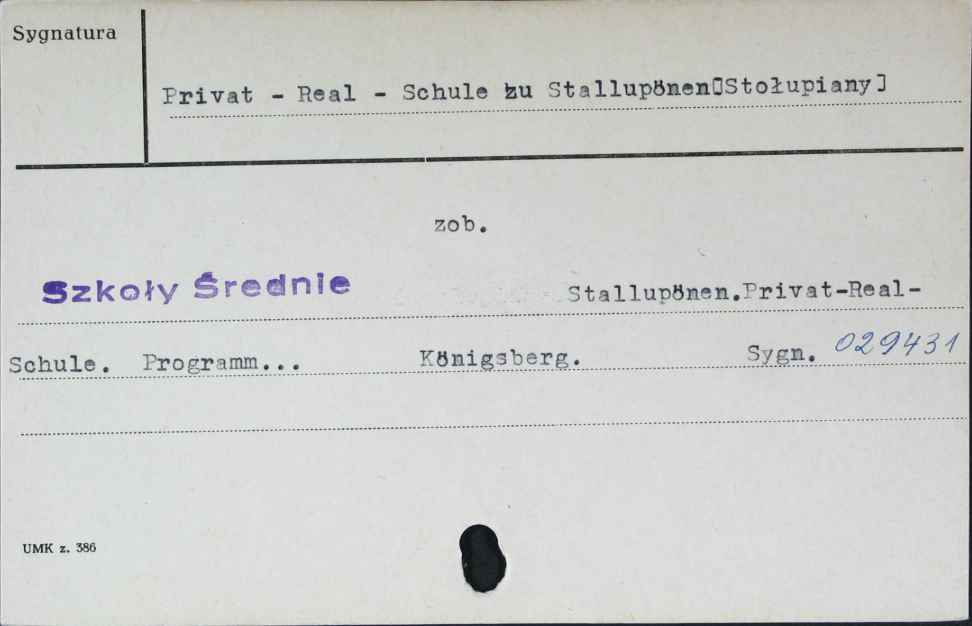 Sygnatura
Privat - Real - Schule zu Stallupönen[Stołupiany]
zob.
Szkoły Średnie Stallupönen.Privat-Real-
Schule. Programm... Königsberg. Sygn. 029431
UMK z. 386